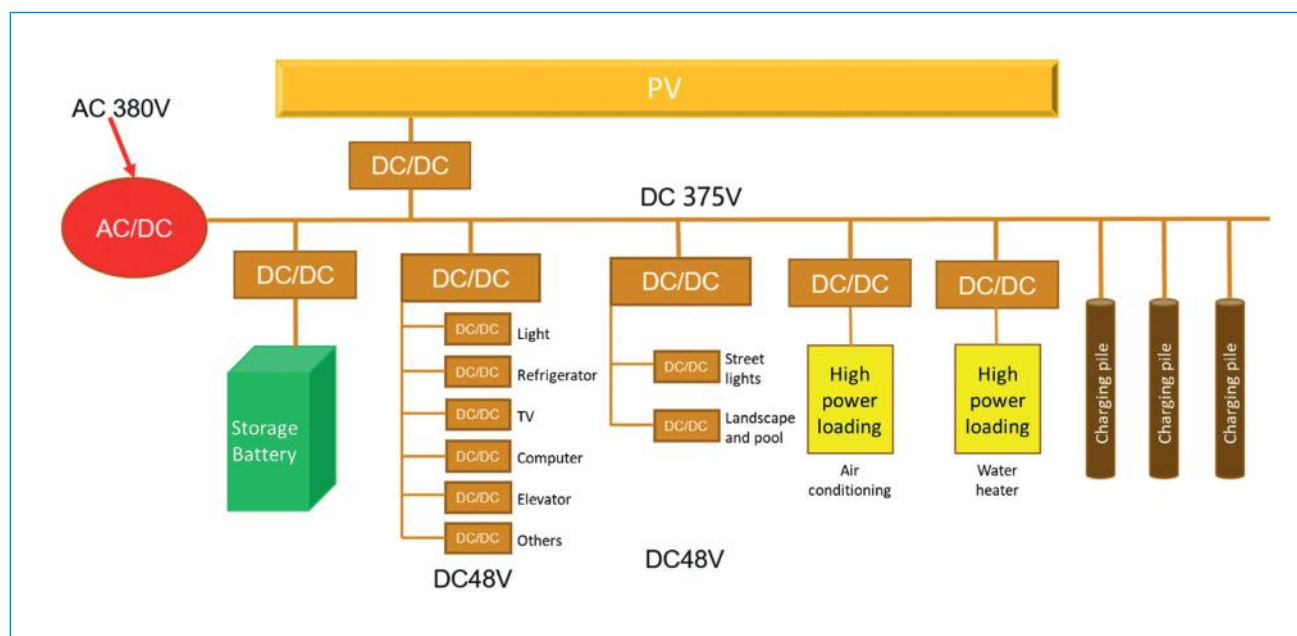 PV
AC 380V
DC/DC
DC 375V
AC/DC
DC/DC
DC/DC
DC/DC
DC/DC
DC/DC
Storage
Battery
DC/DC Light
DC/DC Refrigerator
DC/DC TV
DC/DC Computer
DC/DC Elevator
DC/DC Others
DC48V
DC/DC Street
lights
DC/DC Landscape
and pool
DC48V
High
power
loading
Air
conditioning
High
power
loading
Water
heater
Charging pile
Charging pile
Charging pile